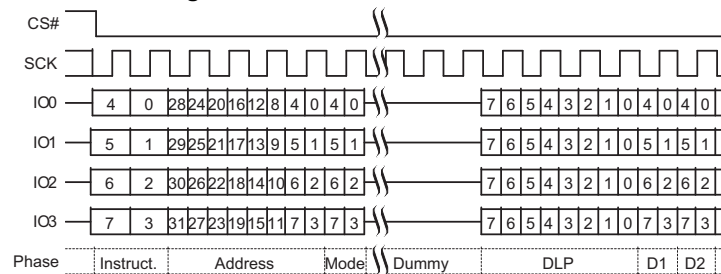 CS#
SCK
IO0 4 0 28 24 20 16 12 8 4 0 4 0 7 6 5 4 3 2 1 0 4 0 4 0
IO1 5 1 29 25 21 17 13 9 5 1 5 1 7 6 5 4 3 2 1 0 5 1 5 1
IO2 6 2 30 26 22 18 14 10 6 2 6 2 7 6 5 4 3 2 1 0 6 2 6 2
IO3 7 3 31 27 23 19 15 11 7 3 7 3 7 6 5 4 3 2 1 0 7 3 7 3
Phase Instruct. Address Mode Dummy DLP D1 D2